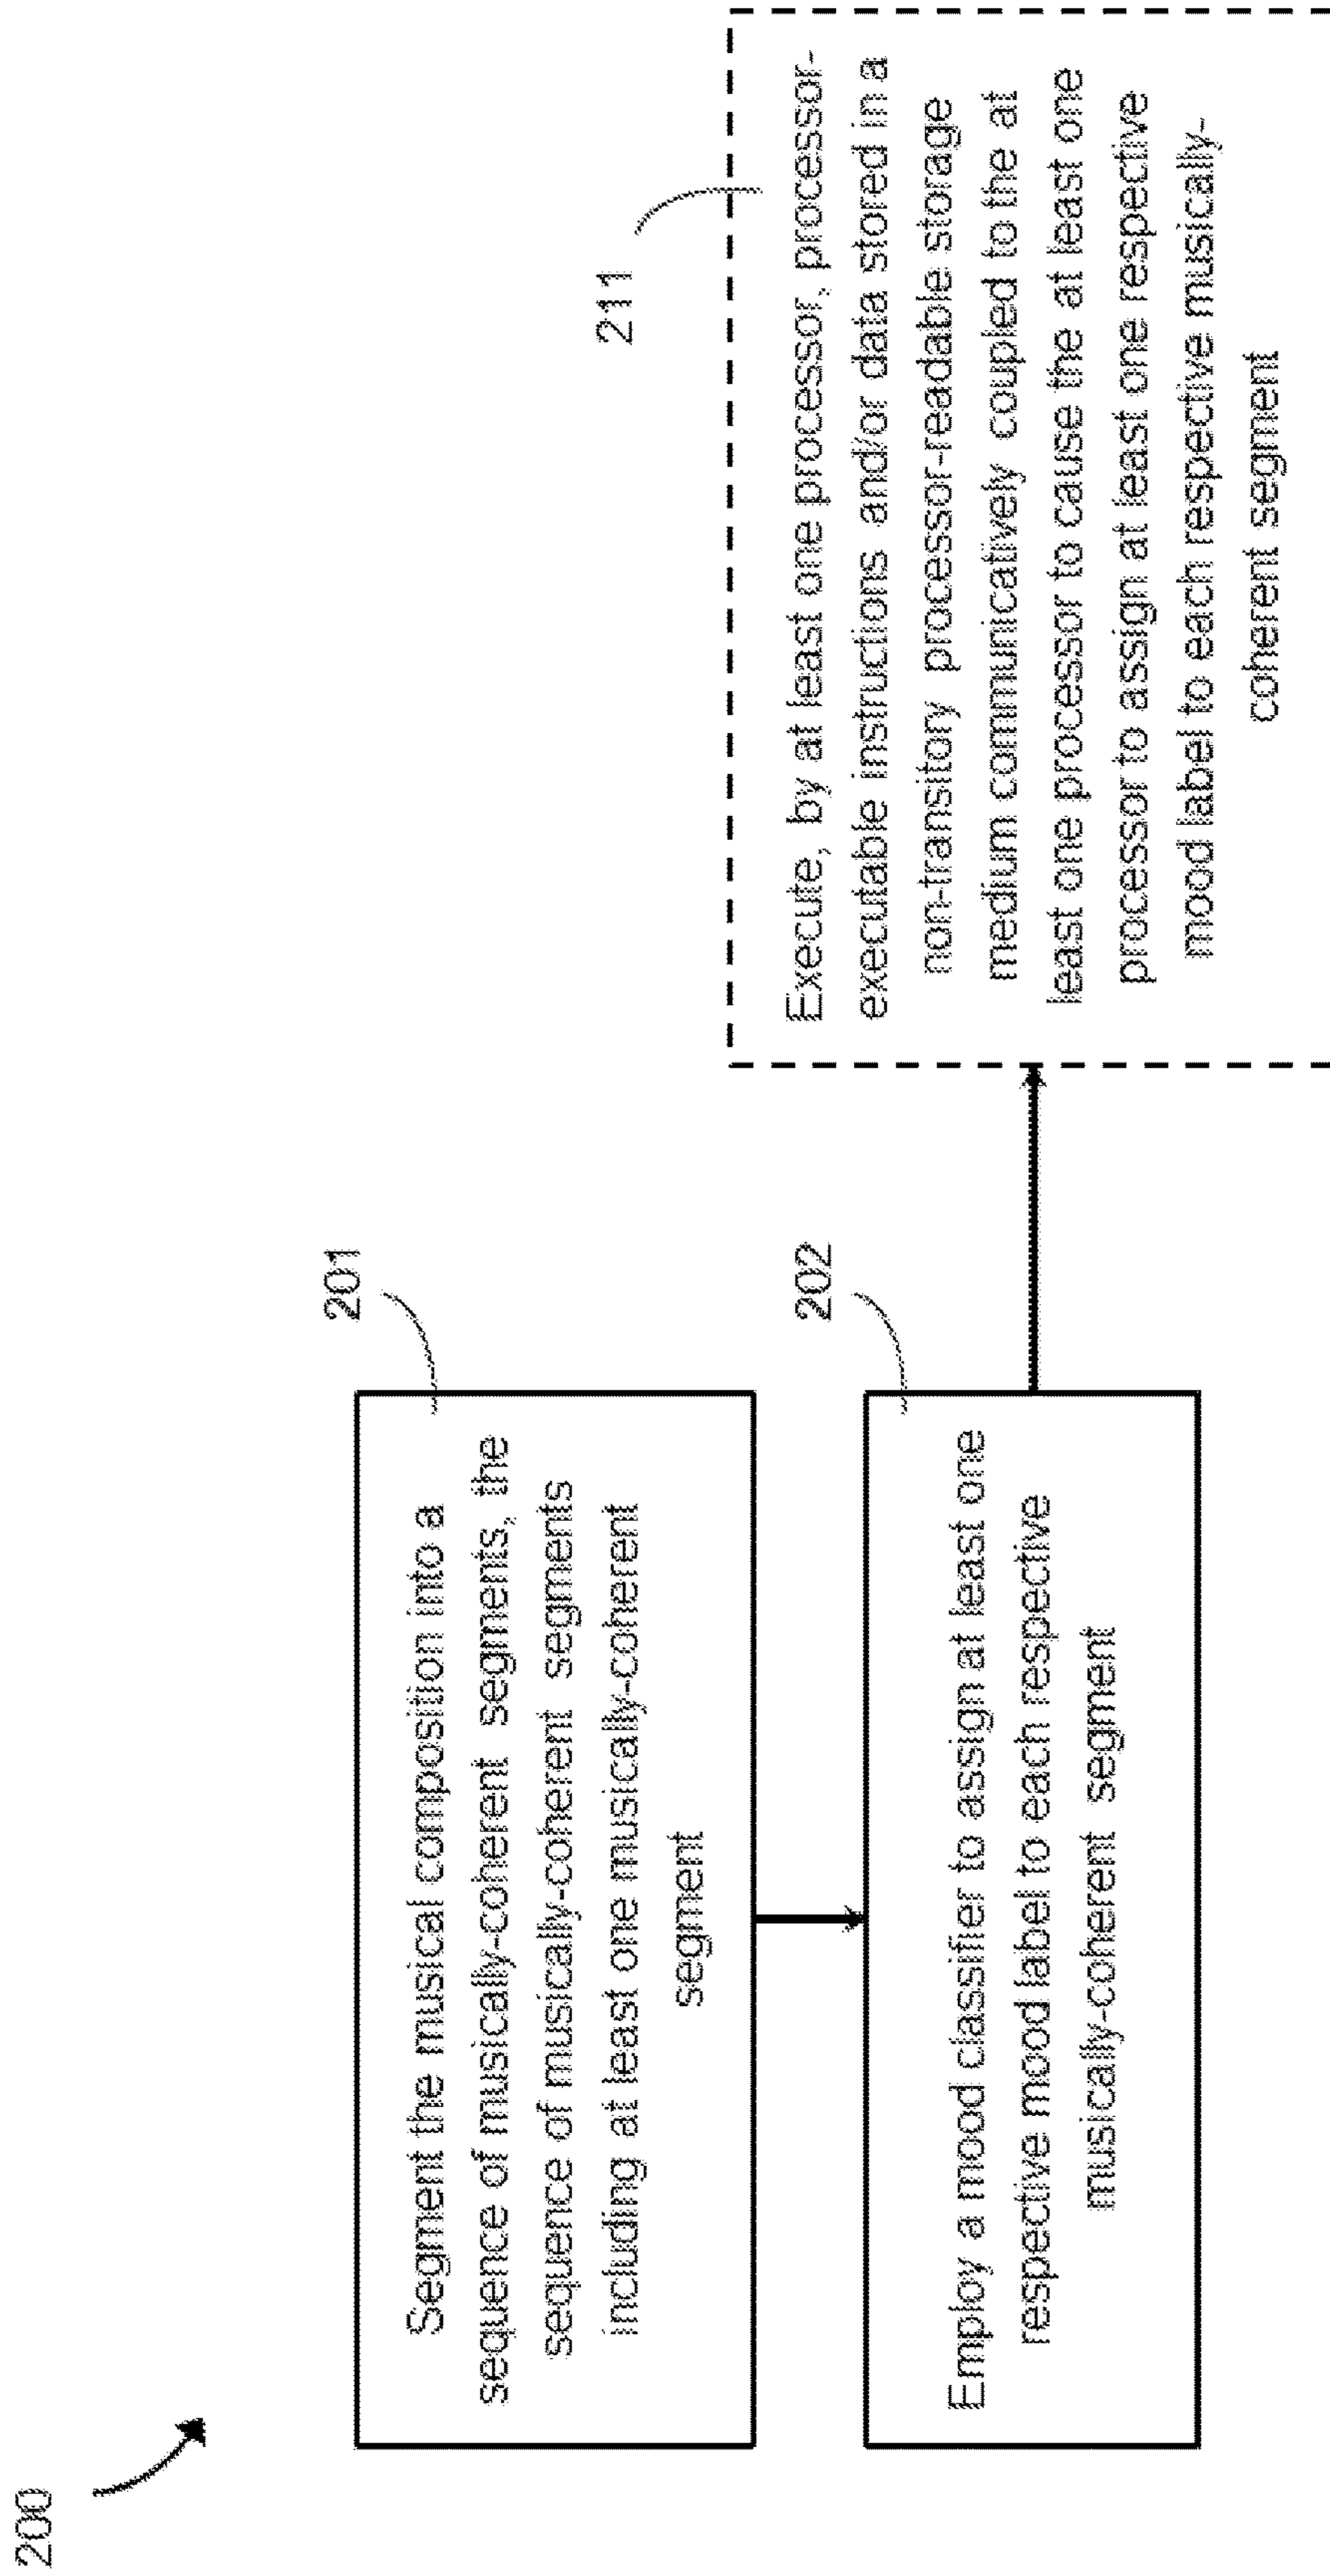 200
201
Segment the musical composition into a
sequence of musically-coherent segments, the
sequence of musically-coherent segments
including at least one musically-coherent
segment
202
Employ a mood classifier to assign at least one
respective mood label to each respective
musically-coherent segment
211
Execute, by at least one processor, processor-
executable instructions and/or data stored in a
non-transitory processor-readable storage
medium communicatively coupled to the at
least one processor to cause the at least one
processor to assign at least one respective
mood label to each respective musically-
coherent segment